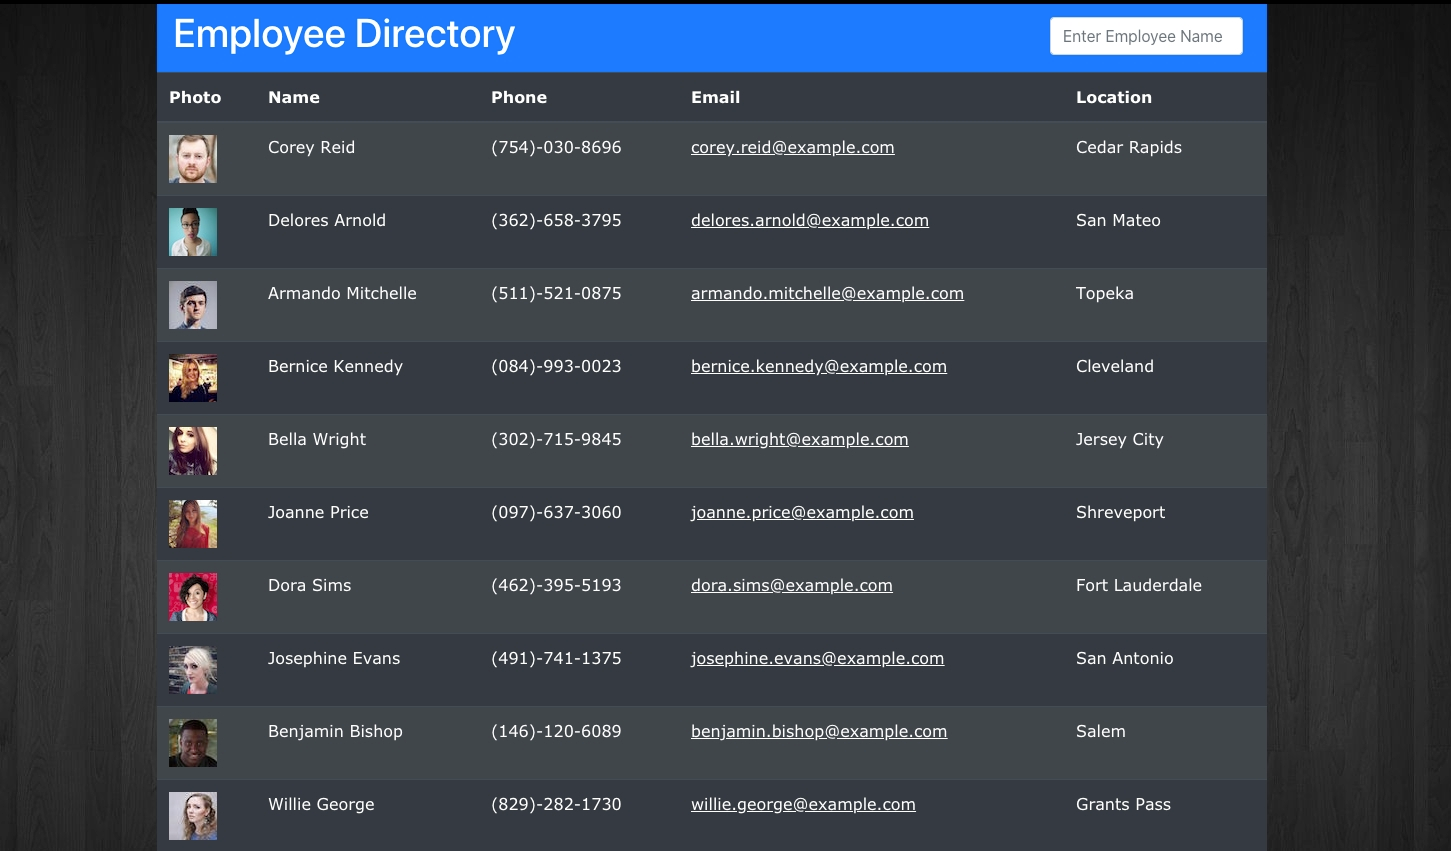 Employee Directory
Enter Employee Name
Photo Name Phone Email Location
Corey Reid (754)-030-8696 corey.reid@example.com Cedar Rapids
Delores Arnold (362)-658-3795 delores.arnold@example.com San Mateo
Armando Mitchelle (511)-521-0875 armando.mitchelle@example.com Topeka
Bernice Kennedy (084)-993-0023 bernice.kennedy@example.com Cleveland
Bella Wright (302)-715-9845 bella.wright@example.com Jersey City
Joanne Price (097)-637-3060 joanne.price@example.com Shreveport
Dora Sims (462)-395-5193 dora.sims@example.com Fort Lauderdale
Josephine Evans (491)-741-1375 josephine.evans@example.com San Antonio
Benjamin Bishop (146)-120-6089 benjamin.bishop@example.com Salem
Willie George (829)-282-1730 willie.george@example.com Grants Pass